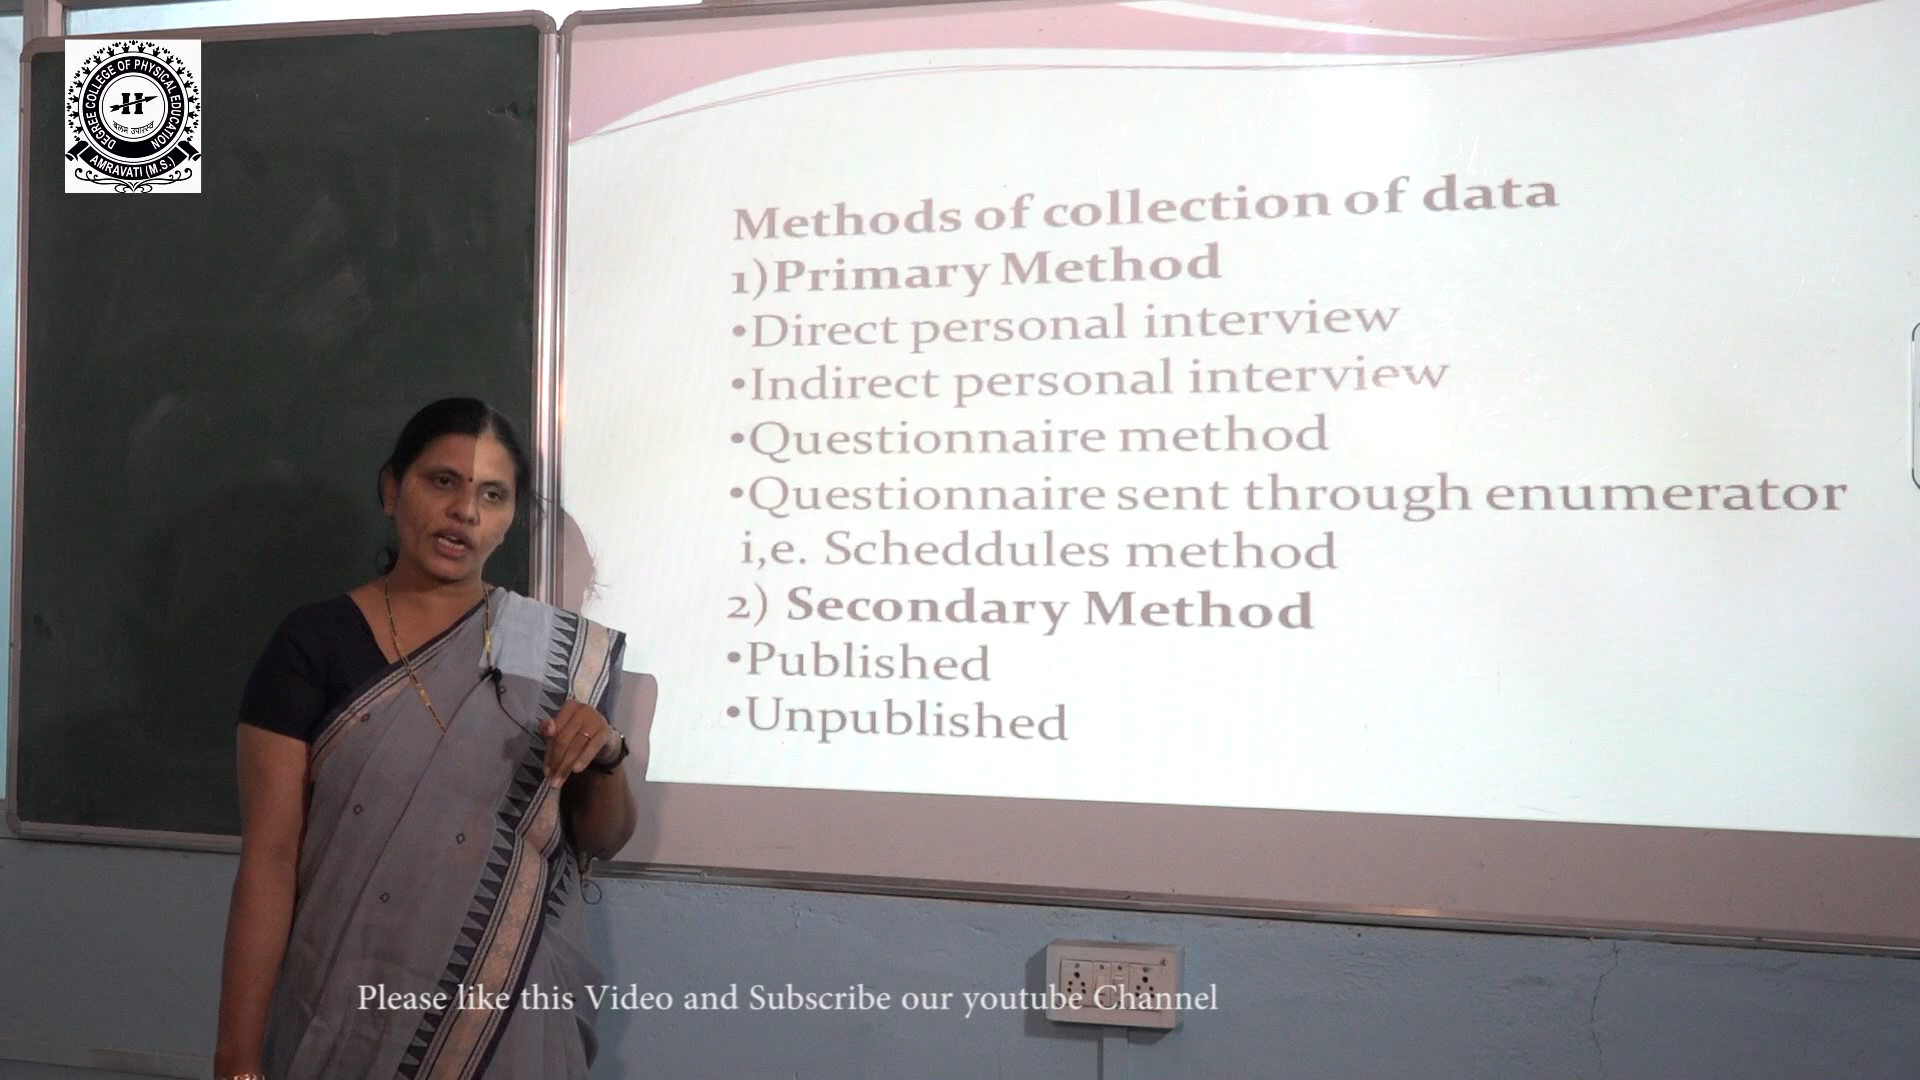 DEGREE COLLEGE OF PHYSICAL EDUCATION
AMRAVATI (M.S.)
Methods of collection of data
1)Primary Method
•Direct personal interview
•Indirect personal interview
•Questionnaire method
•Questionnaire sent through enumerator
i,e. Scheddules method
2) Secondary Method
•Published
•Unpublished
Please like this Video and Subscribe our youtube Channel